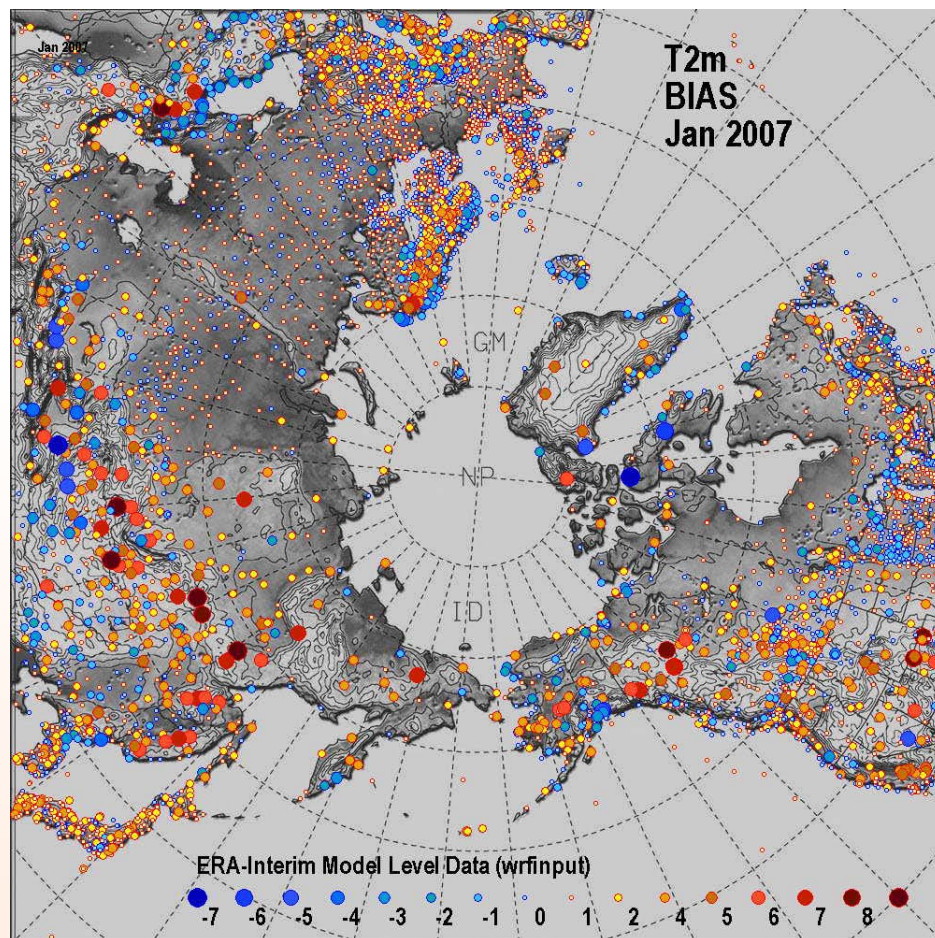 Jan 2007
T2m
BIAS
Jan 2007
GM
NP
ID
ERA-Interim Model Level Data (wrfinput)
-7 -6 -5 -4 -3 -2 -1 0 1 2 4 5 6 7 8